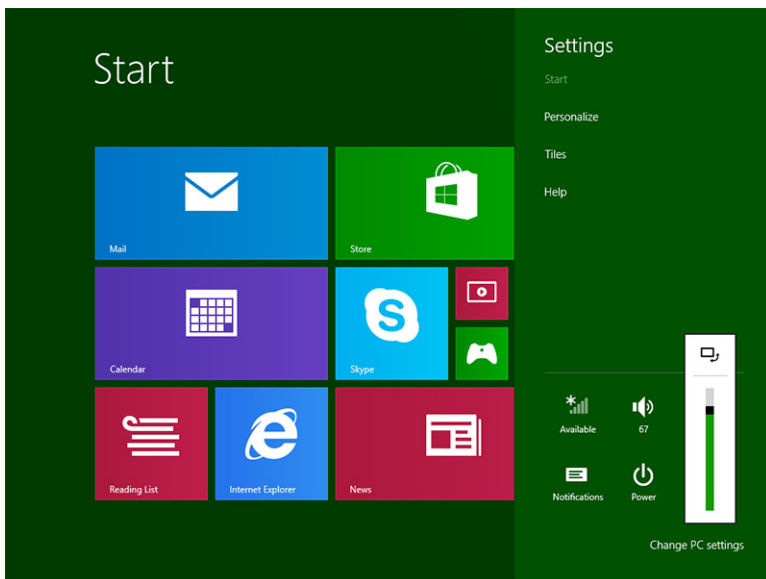 Start
Mail
Store
Calendar
Skype
Reading List
Internet Explorer
News
Settings
Start
Personalize
Tiles
Help
Available
67
Notifications
Power
Change PC settings